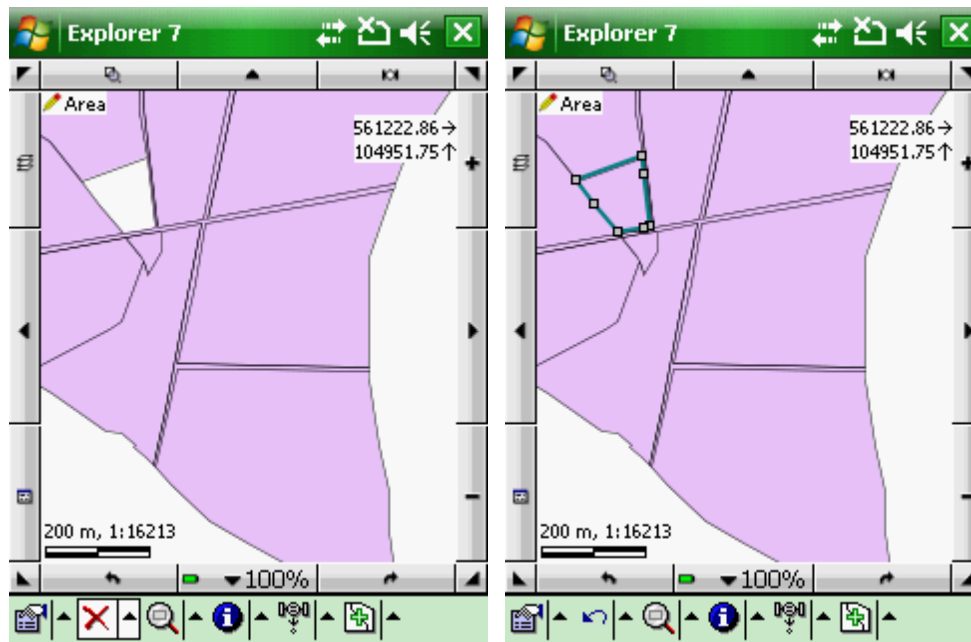 Explorer 7
Area
561222.86→
104951.75↑
200 m, 1:16213
100%
Explorer 7
Area
561222.86→
104951.75↑
200 m, 1:16213
100%